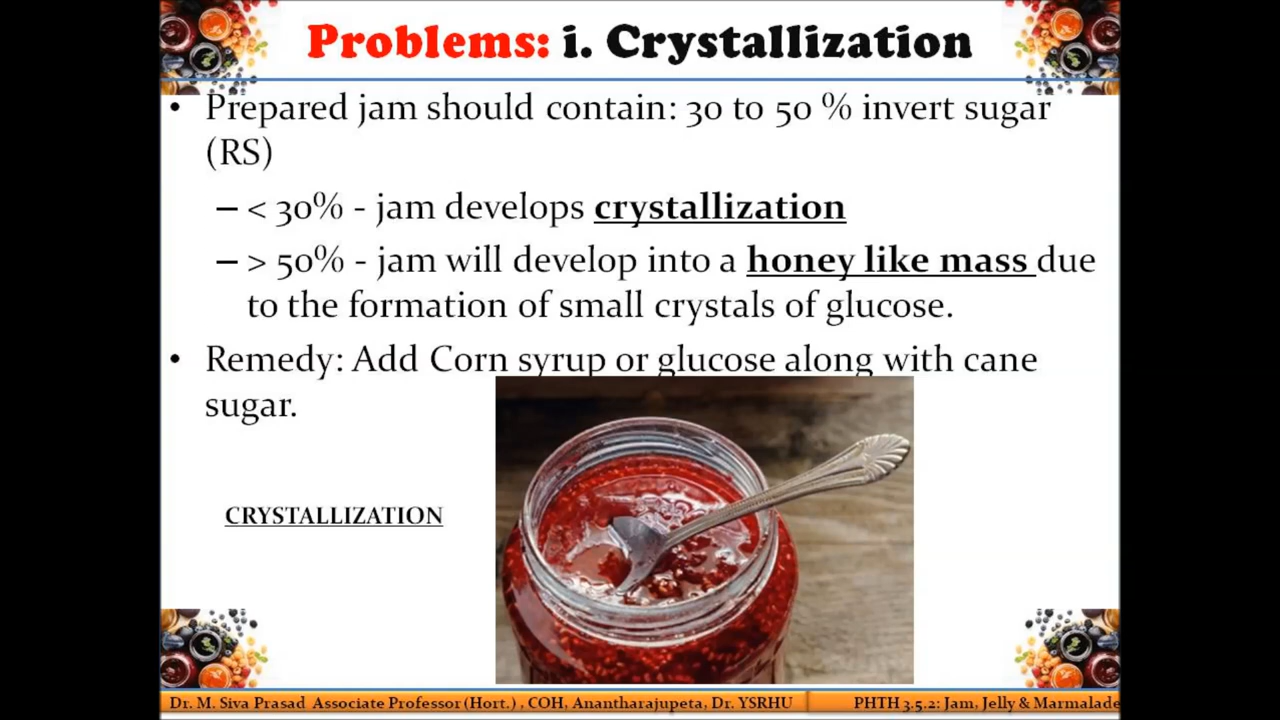 Problems: i. Crystallization
• Prepared jam should contain: 30 to 50 % invert sugar
(RS)
– < 30% - jam develops crystallization
– > 50% - jam will develop into a honey like mass due
to the formation of small crystals of glucose.
• Remedy: Add Corn syrup or glucose along with cane
sugar.
CRYSTALLIZATION
Dr. M. Siva Prasad Associate Professor (Hort.) , COH, Anantharajupeta, Dr. YSRHU
PHTH 3.5.2: Jam, Jelly & Marmalade